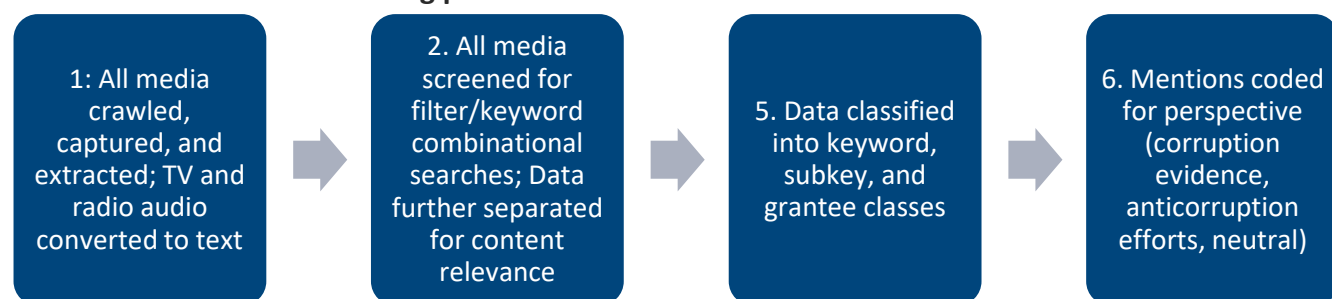 1: All media
crawled,
captured, and
extracted; TV and
radio audio
converted to text
2. All media
screened for
filter/keyword
combinational
searches; Data
further separated
for content
relevance
5. Data classified
into keyword,
subkey, and
grantee classes
6. Mentions coded
for perspective
(corruption
evidence,
anticorruption
efforts, neutral)